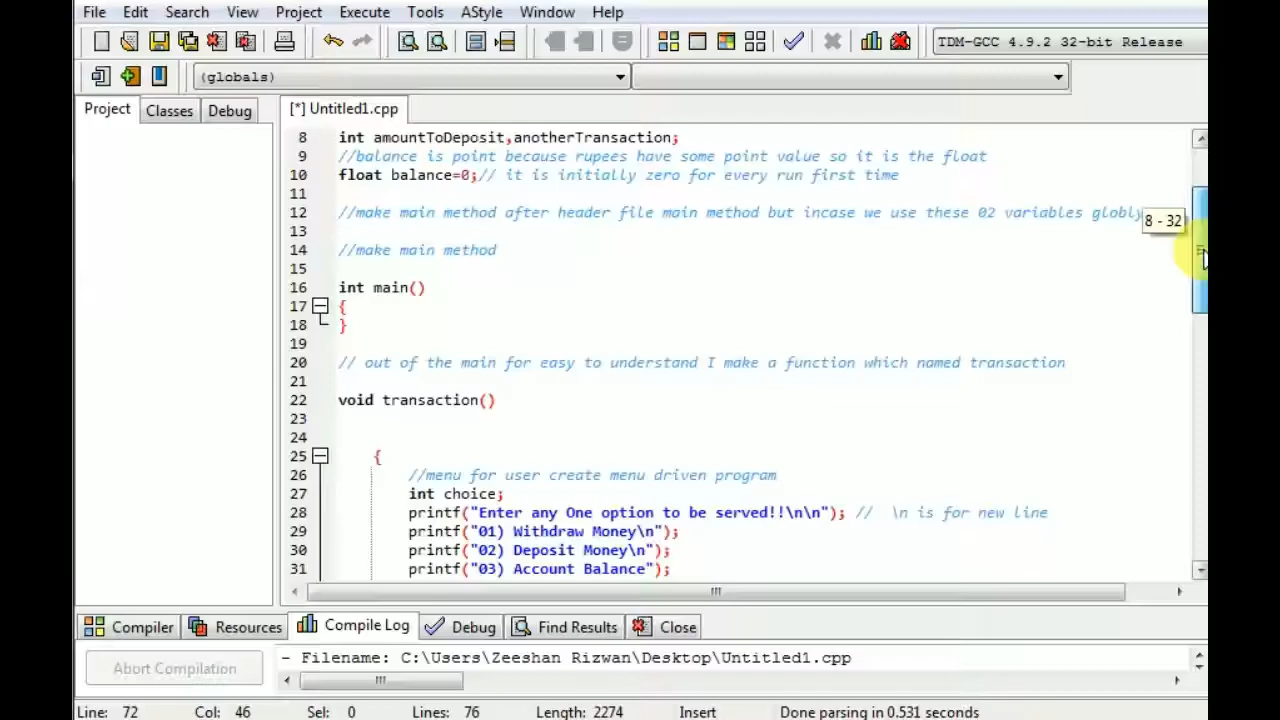 File Edit Search View Project Execute Tools AStyle Window Help
TDM-GCC 4.9.2 32-bit Release
(globals)
Project Classes Debug [*] Untitled1.cpp
8 int amountToDeposit,anotherTransaction;
9 //balance is point because rupees have some point value so it is the float
10 float balance=0;// it is initially zero for every run first time
11
12 //make main method after header file main method but incase we use these 02 variables globly
8 - 32
13
14 //make main method
15
16 int main()
17 {
18 }
19
20 // out of the main for easy to understand I make a function which named transaction
21
22 void transaction()
23
24
25 {
26 //menu for user create menu driven program
27 int choice;
28 printf("Enter any One option to be served!!\n\n"); // \n is for new line
29 printf("01) Withdraw Money\n");
30 printf("02) Deposit Money\n");
31 printf("03) Account Balance");
Compiler Resources Compile Log Debug Find Results Close
Abort Compilation
- Filename: C:\Users\Zeeshan Rizwan\Desktop\Untitled1.cpp
Line: 72 Col: 46 Sel: 0 Lines: 76 Length: 2274 Insert Done parsing in 0.531 seconds